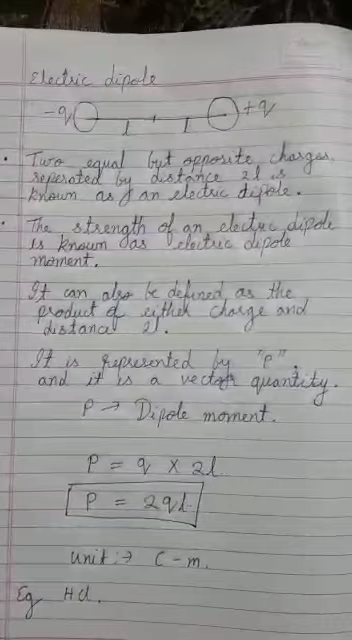 Electric dipole
-q +q
l l
• Two equal but opposite charges
seperated by distance 2l is
known as an electric dipole.
• The strength of an electric dipole
is known as electric dipole
moment.
It can also be defined as the
product of either charge and
distance 2l.
It is represented by "P".
and it is a vector quantity.
P → Dipole moment.
P = q × 2l
P = 2ql
Unit :→ C-m.
Eg HCl.